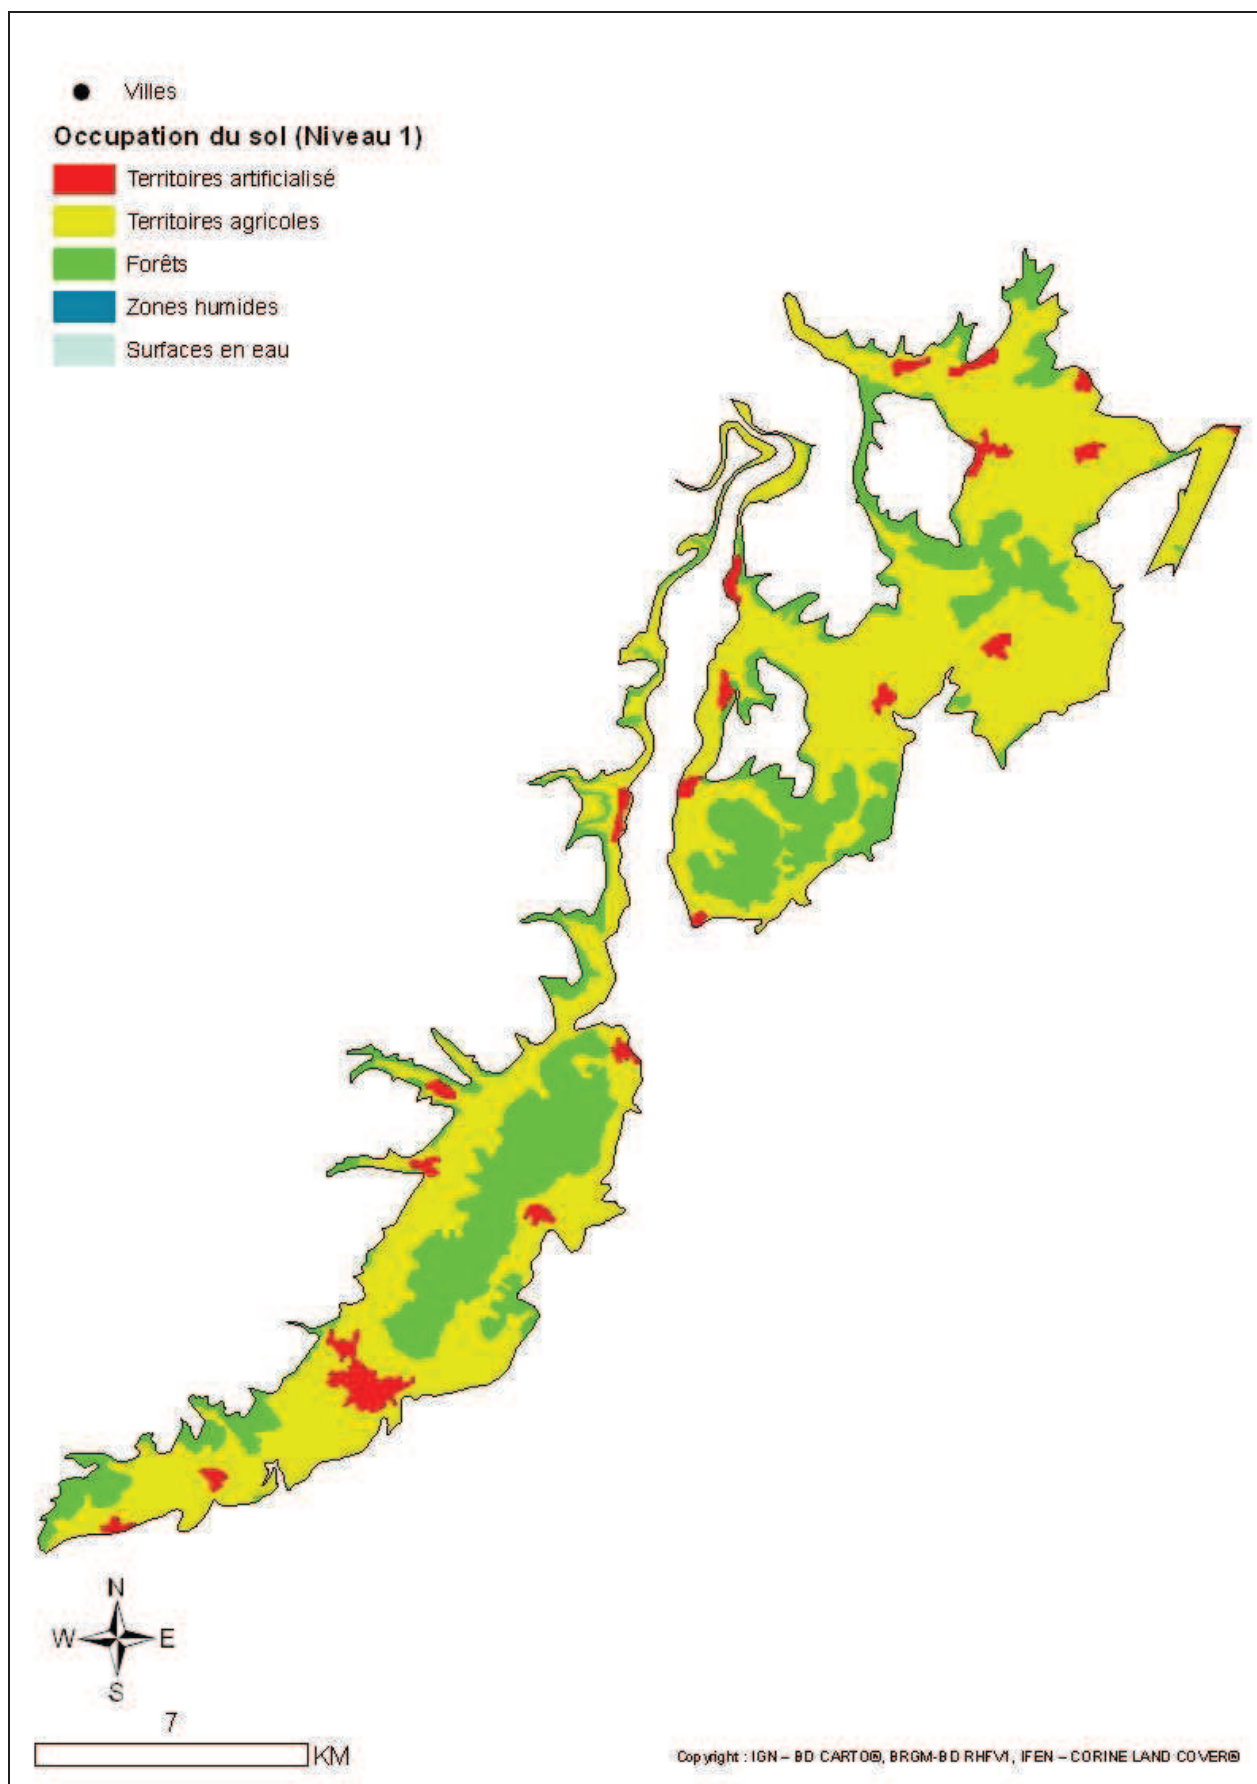 Villes
Occupation du sol (Niveau 1)
Territoires artificialisé
Territoires agricoles
Forêts
Zones humides
Surfaces en eau
N
W E
S
7
KM
Copyright : IGN – BD CARTO®, BRGM-BD RHFV1, IFEN – CORINE LAND COVER®